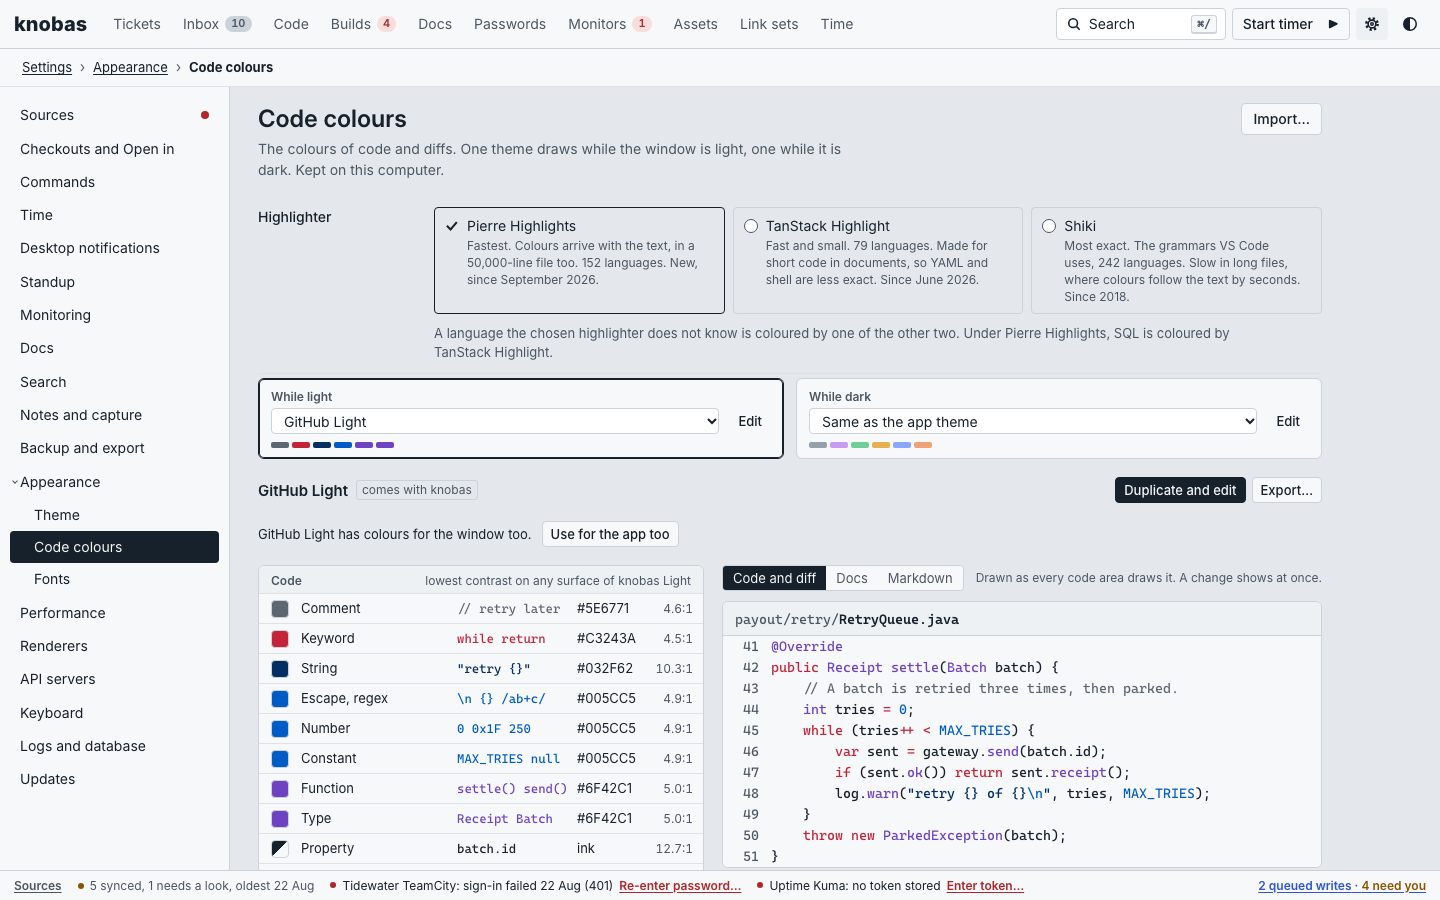 knobas
Tickets
Inbox 10
Code
Builds 4
Docs
Passwords
Monitors 1
Assets
Link sets
Time
Search ⌘/
Start timer
Settings › Appearance › Code colours
Sources
Checkouts and Open in
Commands
Time
Desktop notifications
Standup
Monitoring
Docs
Search
Notes and capture
Backup and export
Appearance
Theme
Code colours
Fonts
Performance
Renderers
API servers
Keyboard
Logs and database
Updates
Code colours
Import...
The colours of code and diffs. One theme draws while the window is light, one while it is
dark. Kept on this computer.
Highlighter
Pierre Highlights
Fastest. Colours arrive with the text, in a
50,000-line file too. 152 languages. New,
since September 2026.
TanStack Highlight
Fast and small. 79 languages. Made for
short code in documents, so YAML and
shell are less exact. Since June 2026.
Shiki
Most exact. The grammars VS Code
uses, 242 languages. Slow in long files,
where colours follow the text by seconds.
Since 2018.
A language the chosen highlighter does not know is coloured by one of the other two. Under Pierre Highlights, SQL is coloured by
TanStack Highlight.
While light
GitHub Light
Edit
While dark
Same as the app theme
Edit
GitHub Light comes with knobas
Duplicate and edit
Export...
GitHub Light has colours for the window too. Use for the app too
Code lowest contrast on any surface of knobas Light
Comment // retry later #5E6771 4.6:1
Keyword while return #C3243A 4.5:1
String "retry {}" #032F62 10.3:1
Escape, regex \n {} /ab+c/ #005CC5 4.9:1
Number 0 0x1F 250 #005CC5 4.9:1
Constant MAX_TRIES null #005CC5 4.9:1
Function settle() send() #6F42C1 5.0:1
Type Receipt Batch #6F42C1 5.0:1
Property batch.id ink 12.7:1
Code and diff Docs Markdown
Drawn as every code area draws it. A change shows at once.
payout/retry/RetryQueue.java
41 @Override
42 public Receipt settle(Batch batch) {
43 // A batch is retried three times, then parked.
44 int tries = 0;
45 while (tries++ < MAX_TRIES) {
46 var sent = gateway.send(batch.id);
47 if (sent.ok()) return sent.receipt();
48 log.warn("retry {} of {}\n", tries, MAX_TRIES);
49 }
50 throw new ParkedException(batch);
51 }
Sources
5 synced, 1 needs a look, oldest 22 Aug
Tidewater TeamCity: sign-in failed 22 Aug (401) Re-enter password...
Uptime Kuma: no token stored Enter token...
2 queued writes · 4 need you